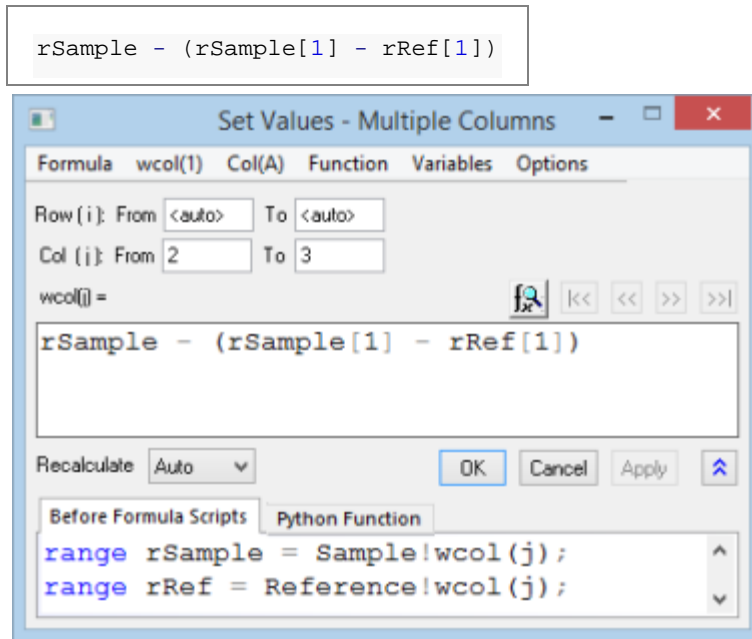 rSample - (rSample[1] - rRef[1])
Set Values - Multiple Columns
Formula wcol(1) Col(A) Function Variables Options
Row (i): From <auto> To <auto>
Col (j): From 2 To 3
wcol(j) =
rSample - (rSample[1] - rRef[1])
Recalculate Auto OK Cancel Apply
Before Formula Scripts Python Function
range rSample = Sample!wcol(j);
range rRef = Reference!wcol(j);